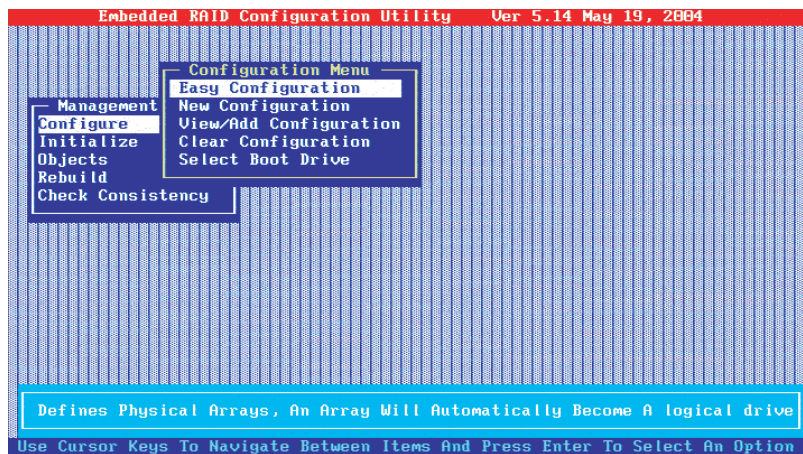 Embedded RAID Configuration Utility Ver 5.14 May 19, 2004
Configuration Menu
Easy Configuration
New Configuration
View/Add Configuration
Clear Configuration
Select Boot Drive
Management
Configure
Initialize
Objects
Rebuild
Check Consistency
Defines Physical Arrays, An Array Will Automatically Become A logical drive
Use Cursor Keys To Navigate Between Items And Press Enter To Select An Option